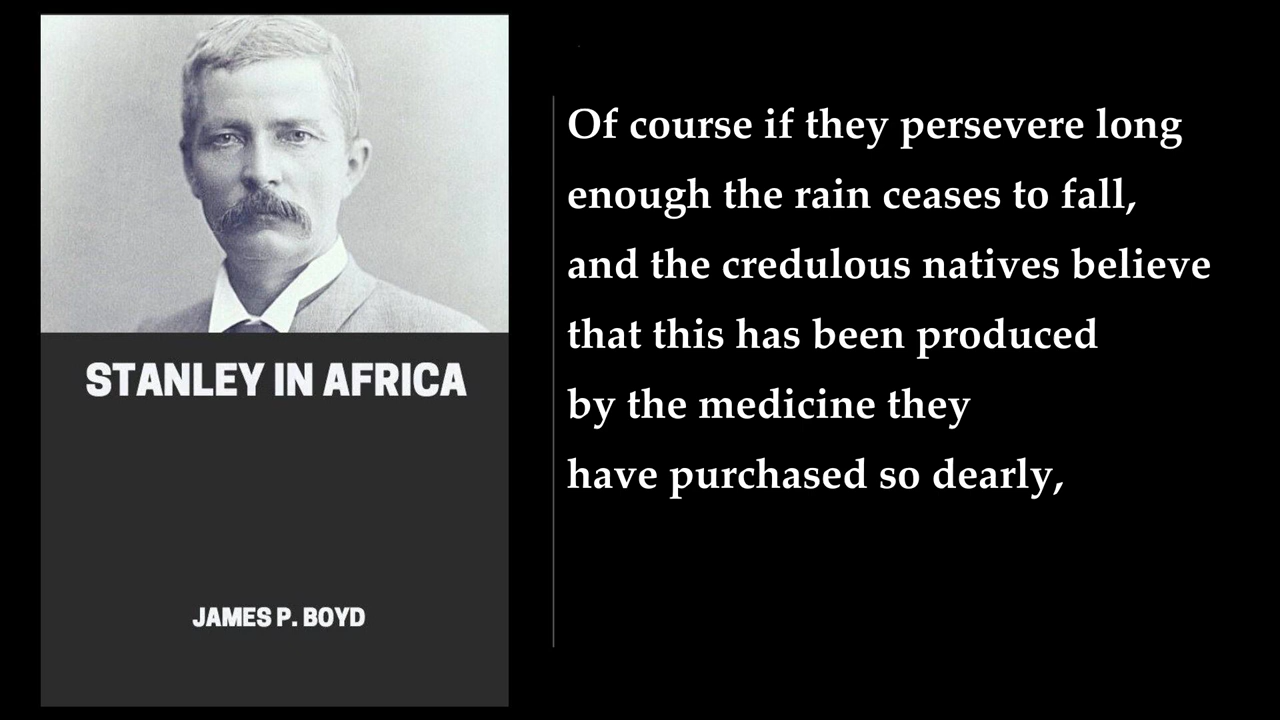 STANLEY IN AFRICA
JAMES P. BOYD
Of course if they persevere long
enough the rain ceases to fall,
and the credulous natives believe
that this has been produced
by the medicine they
have purchased so dearly,